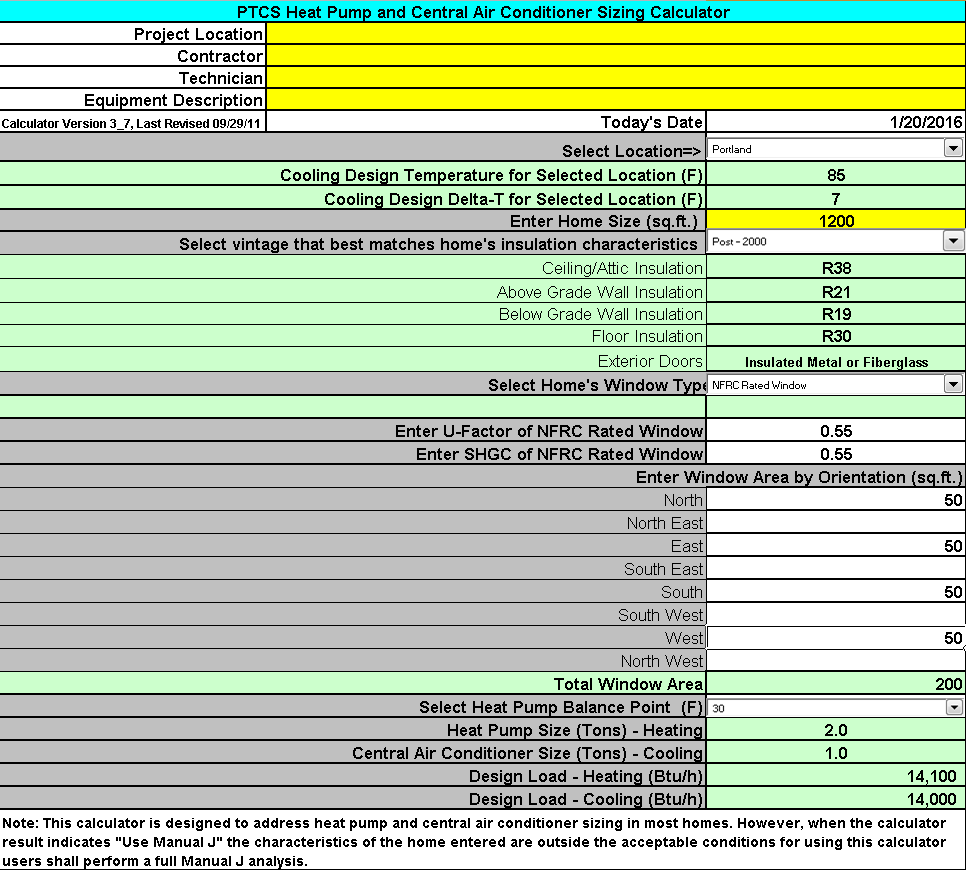 PTCS Heat Pump and Central Air Conditioner Sizing Calculator
Project Location
Contractor
Technician
Equipment Description
Calculator Version 3_7, Last Revised 09/29/11 Today's Date 1/20/2016
Select Location=> Portland
Cooling Design Temperature for Selected Location (F) 85
Cooling Design Delta-T for Selected Location (F) 7
Enter Home Size (sq.ft.) 1200
Select vintage that best matches home's insulation characteristics Post - 2000
Ceiling/Attic Insulation R38
Above Grade Wall Insulation R21
Below Grade Wall Insulation R19
Floor Insulation R30
Exterior Doors Insulated Metal or Fiberglass
Select Home's Window Type NFRC Rated Window
Enter U-Factor of NFRC Rated Window 0.55
Enter SHGC of NFRC Rated Window 0.55
Enter Window Area by Orientation (sq.ft.)
North 50
North East
East 50
South East
South 50
South West
West 50
North West
Total Window Area 200
Select Heat Pump Balance Point (F) 30
Heat Pump Size (Tons) - Heating 2.0
Central Air Conditioner Size (Tons) - Cooling 1.0
Design Load - Heating (Btu/h) 14,100
Design Load - Cooling (Btu/h) 14,000
Note: This calculator is designed to address heat pump and central air conditioner sizing in most homes. However, when the calculator
result indicates "Use Manual J" the characteristics of the home entered are outside the acceptable conditions for using this calculator
users shall perform a full Manual J analysis.